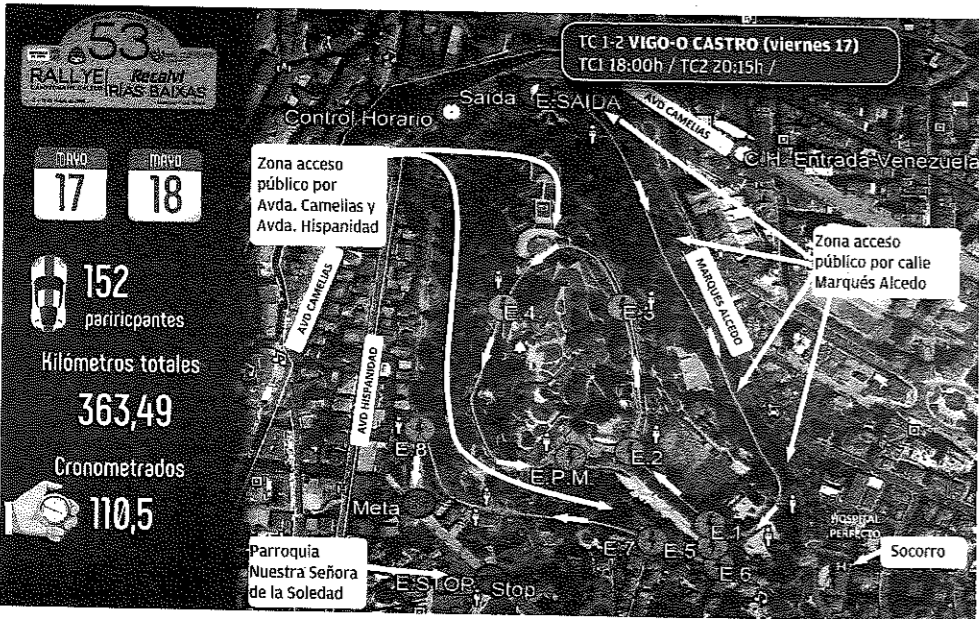 53
RALLYE Recalvi
RIAS BAIXAS
MAYO
17
MAYO
18
152
pariricpantes
Kilómetros totales
363,49
Cronometrados
110,5
TC 1-2 VIGO-O CASTRO (viernes 17)
TC1 18:00h / TC2 20:15h /
Saída
E.SAIDA
Control Horario
AVD CAMELIAS
C.H. Entrada Venezuela
Zona acceso
público por
Avda. Camelias y
Avda. Hispanidad
Zona acceso
público por calle
Marqués Alcedo
AVD CAMELIAS
AVD HISPANIDAD
MARQUES ALCEDO
E.4
E.3
E.8
E.2
E.P.M.
Meta
E.1
E.7
E.5
E.6
HOSPITAL
PERFECTO
H
Socorro
Parroquia
Nuestra Señora
de la Soledad
E.STOP
Stop